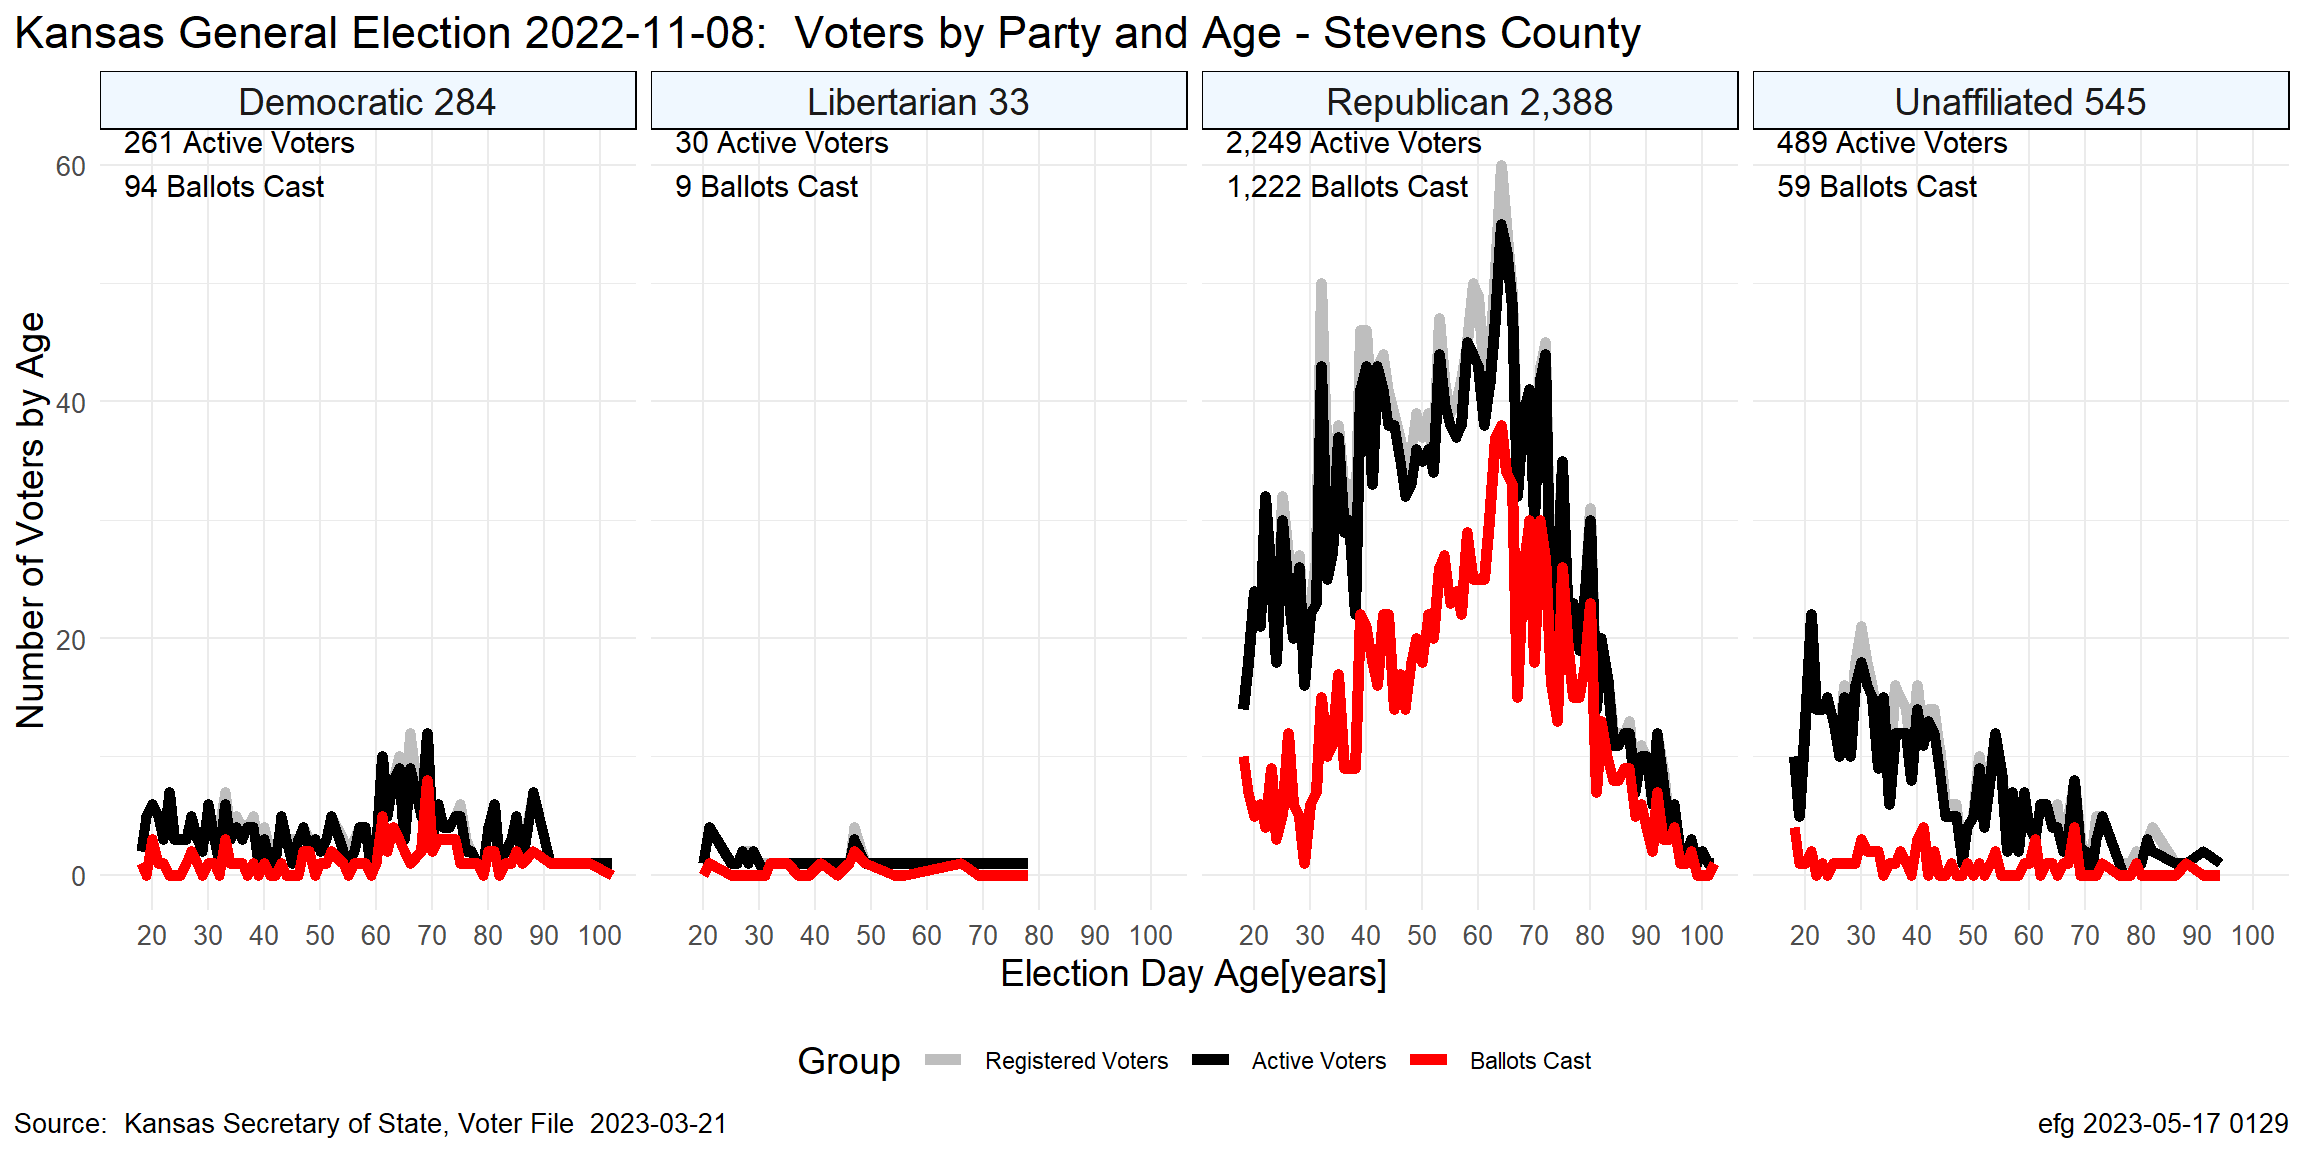 Kansas General Election 2022-11-08:  Voters by Party and Age - Stevens County
Democratic 284
Libertarian 33
Republican 2,388
Unaffiliated 545
261 Active Voters
94 Ballots Cast
30 Active Voters
9 Ballots Cast
2,249 Active Voters
1,222 Ballots Cast
489 Active Voters
59 Ballots Cast
Number of Voters by Age
60
40
20
0
20 30 40 50 60 70 80 90 100
20 30 40 50 60 70 80 90 100
20 30 40 50 60 70 80 90 100
20 30 40 50 60 70 80 90 100
Election Day Age[years]
Group Registered Voters Active Voters Ballots Cast
Source:  Kansas Secretary of State, Voter File  2023-03-21
efg 2023-05-17 0129